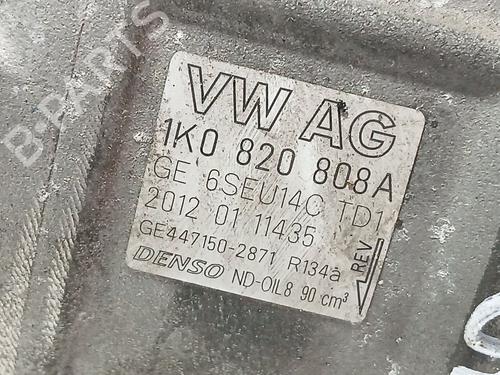 VW AG
1K0 820 808A
GE 6SEU14C TD1
2012 01 11435
GE447150-2871 R134a
DENSO ND-OIL8 90 cm³
REV
B-PARTS